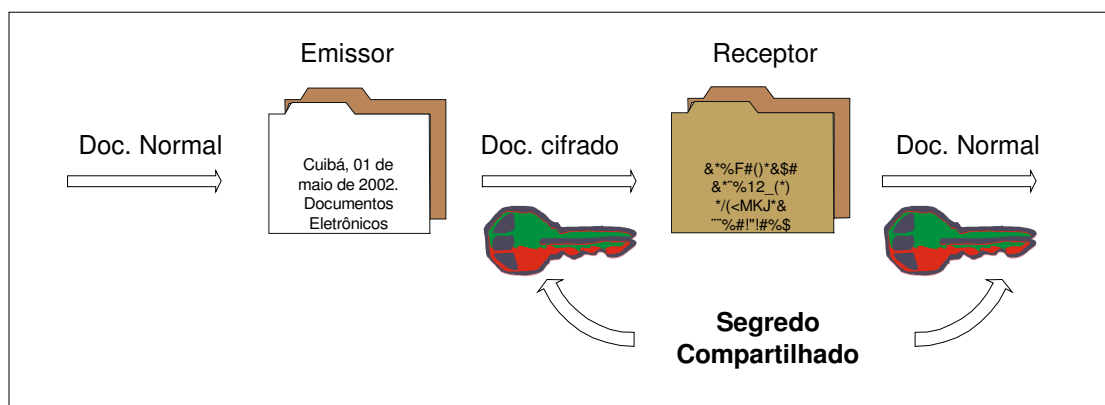 Emissor
Receptor
Doc. Normal
Cuibá, 01 de
maio de 2002.
Documentos
Eletrônicos
Doc. cifrado
&*%F#()*&$#
&*¨%12_(*)
*/(<MKJ*&
¨¨%#!"!#%$
Doc. Normal
Segredo
Compartilhado